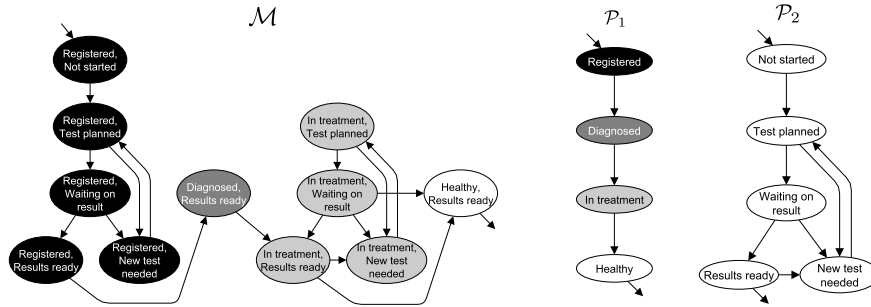 M
P1
P2
Registered,
Not started
Registered,
Test planned
Registered,
Waiting on
result
Registered,
Results ready
Registered,
New test
needed
Diagnosed,
Results ready
In treatment,
Test planned
In treatment,
Waiting on
result
In treatment,
Results ready
In treatment,
New test
needed
Healthy,
Results ready
Registered
Diagnosed
In treatment
Healthy
Not started
Test planned
Waiting on
result
Results ready
New test
needed